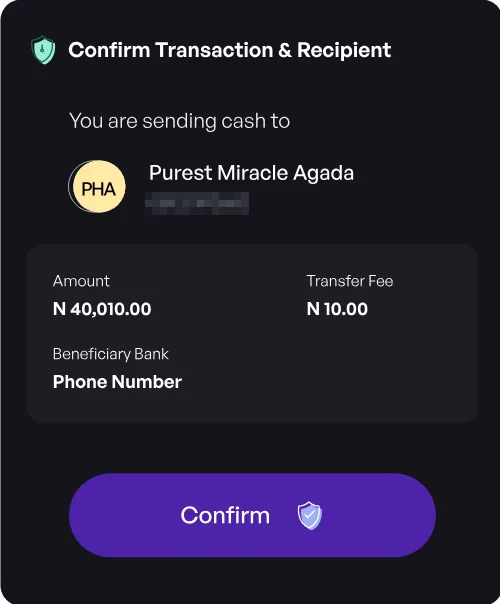 Confirm Transaction & Recipient
You are sending cash to
PHA
Purest Miracle Agada
Amount
Transfer Fee
N 40,010.00
N 10.00
Beneficiary Bank
Phone Number
Confirm